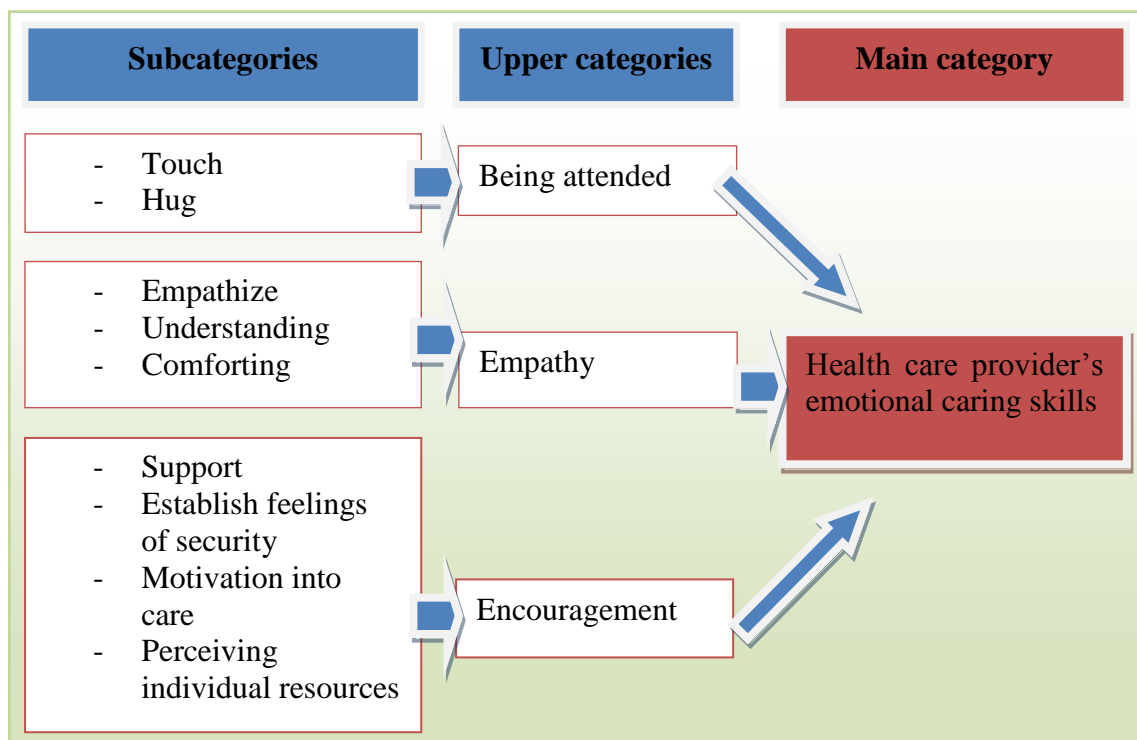 Subcategories
Upper categories
Main category
- Touch
- Hug
Being attended
- Empathize
- Understanding
- Comforting
Empathy
Health care provider’s
emotional caring skills
- Support
- Establish feelings
of security
- Motivation into
care
- Perceiving
individual resources
Encouragement